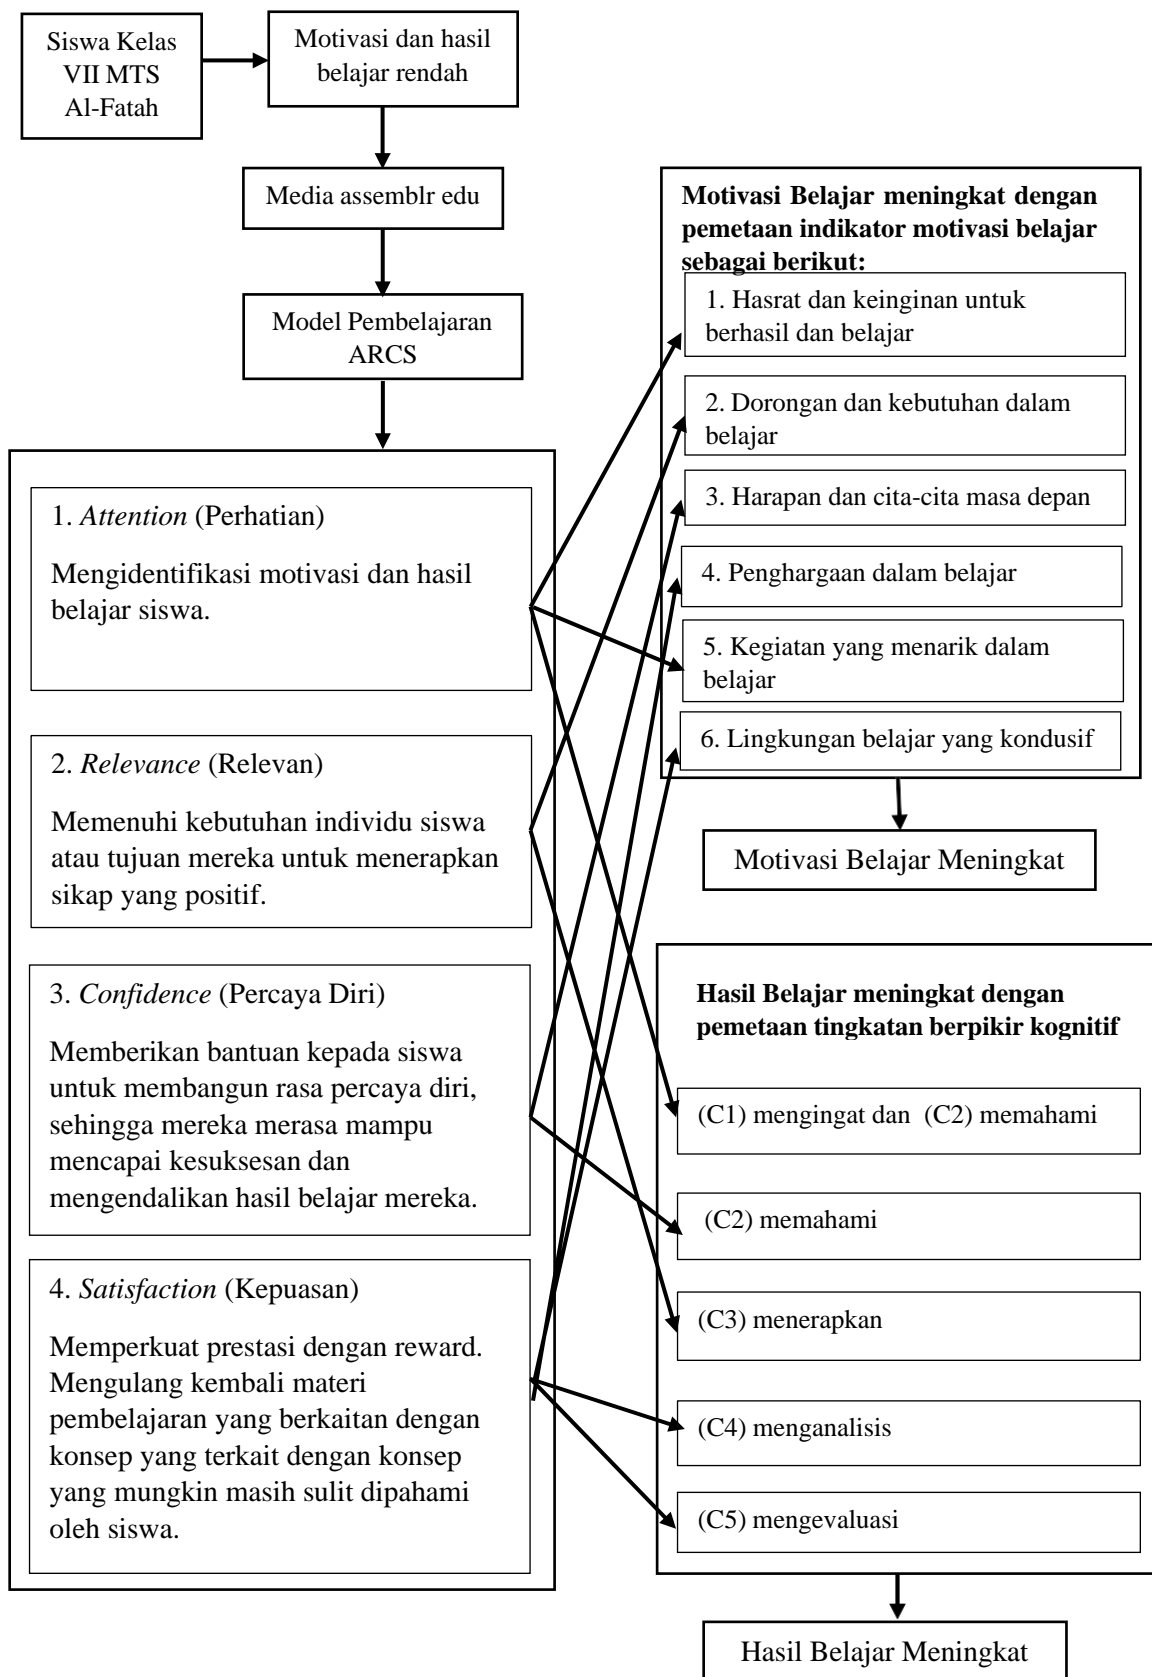 Siswa Kelas
VII MTS
Al-Fatah
Motivasi dan hasil
belajar rendah
Media assemblr edu
Model Pembelajaran
ARCS
1. Attention (Perhatian)
Mengidentifikasi motivasi dan hasil
belajar siswa.
2. Relevance (Relevan)
Memenuhi kebutuhan individu siswa
atau tujuan mereka untuk menerapkan
sikap yang positif.
3. Confidence (Percaya Diri)
Memberikan bantuan kepada siswa
untuk membangun rasa percaya diri,
sehingga mereka merasa mampu
mencapai kesuksesan dan
mengendalikan hasil belajar mereka.
4. Satisfaction (Kepuasan)
Memperkuat prestasi dengan reward.
Mengulang kembali materi
pembelajaran yang berkaitan dengan
konsep yang terkait dengan konsep
yang mungkin masih sulit dipahami
oleh siswa.
Motivasi Belajar meningkat dengan
pemetaan indikator motivasi belajar
sebagai berikut:
1. Hasrat dan keinginan untuk
berhasil dan belajar
2. Dorongan dan kebutuhan dalam
belajar
3. Harapan dan cita-cita masa depan
4. Penghargaan dalam belajar
5. Kegiatan yang menarik dalam
belajar
6. Lingkungan belajar yang kondusif
Motivasi Belajar Meningkat
Hasil Belajar meningkat dengan
pemetaan tingkatan berpikir kognitif
(C1) mengingat dan (C2) memahami
(C2) memahami
(C3) menerapkan
(C4) menganalisis
(C5) mengevaluasi
Hasil Belajar Meningkat